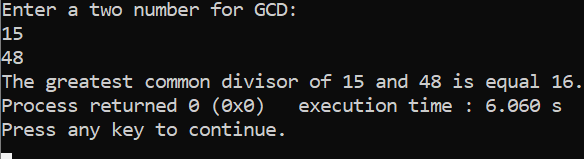 Enter a two number for GCD:
15
48
The greatest common divisor of 15 and 48 is equal 16.
Process returned 0 (0x0)   execution time : 6.060 s
Press any key to continue.